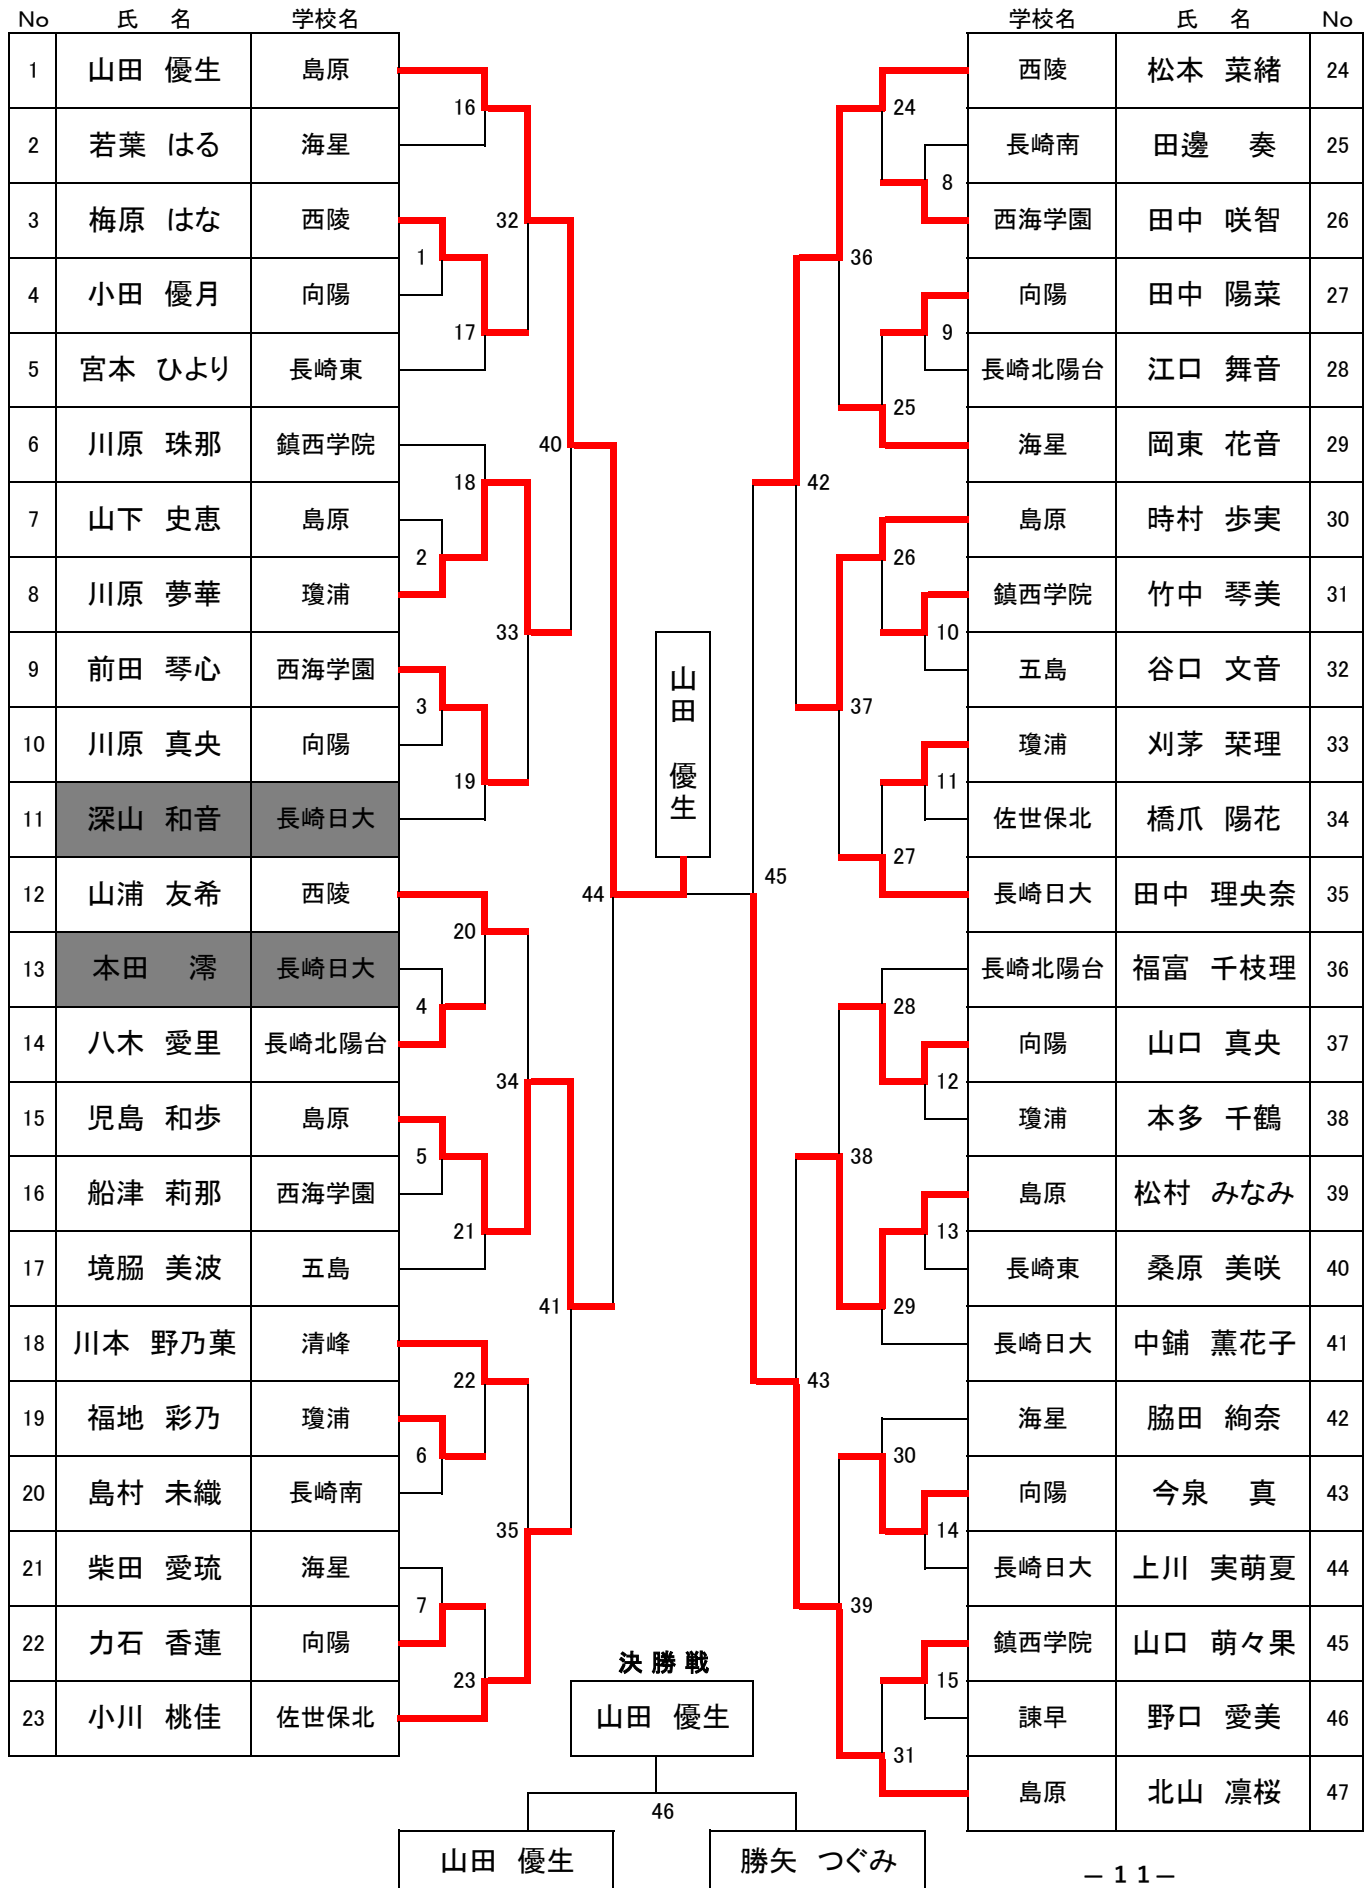 No 氏 名 学校名
1 山田 優生 島原
2 若葉 はる 海星
3 梅原 はな 西陵
4 小田 優月 向陽
5 宮本 ひより 長崎東
6 川原 珠那 鎮西学院
7 山下 史恵 島原
8 川原 夢華 瓊浦
9 前田 琴心 西海学園
10 川原 真央 向陽
11 深山 和音 長崎日大
12 山浦 友希 西陵
13 本田 澪 長崎日大
14 八木 愛里 長崎北陽台
15 児島 和歩 島原
16 船津 莉那 西海学園
17 境脇 美波 五島
18 川本 野乃菓 清峰
19 福地 彩乃 瓊浦
20 島村 未織 長崎南
21 柴田 愛琉 海星
22 力石 香蓮 向陽
23 小川 桃佳 佐世保北
16
1
17
32
18
2
33
3
19
40
20
4
34
5
21
41
22
6
35
7
23
44
山田 優生
45
学校名 氏 名 No
西陵 松本 菜緒 24
長崎南 田邊 奏 25
西海学園 田中 咲智 26
向陽 田中 陽菜 27
長崎北陽台 江口 舞音 28
海星 岡東 花音 29
島原 時村 歩実 30
鎮西学院 竹中 琴美 31
五島 谷口 文音 32
瓊浦 刈茅 栞理 33
佐世保北 橋爪 陽花 34
長崎日大 田中 理央奈 35
長崎北陽台 福富 千枝理 36
向陽 山口 真央 37
瓊浦 本多 千鶴 38
島原 松村 みなみ 39
長崎東 桑原 美咲 40
長崎日大 中鋪 薫花子 41
海星 脇田 絢奈 42
向陽 今泉 真 43
長崎日大 上川 実萌夏 44
鎮西学院 山口 萌々果 45
諫早 野口 愛美 46
島原 北山 凛桜 47
24
8
36
9
25
42
26
10
37
11
27
28
12
38
13
29
43
30
14
39
15
31
決勝戦
山田 優生
46
山田 優生 勝矢 つぐみ
－11－